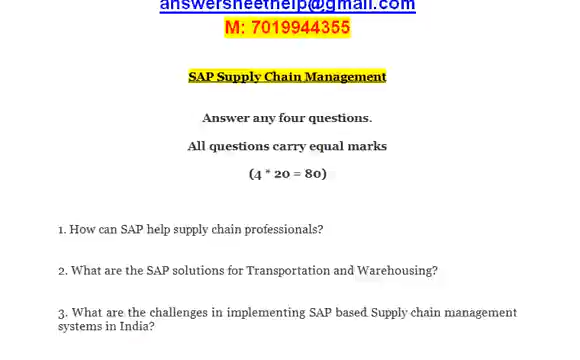 answersheethelp@gmail.com
M: 7019944355
SAP Supply Chain Management
Answer any four questions.
All questions carry equal marks
(4 * 20 = 80)
1. How can SAP help supply chain professionals?
2. What are the SAP solutions for Transportation and Warehousing?
3. What are the challenges in implementing SAP based Supply chain management
systems in India?